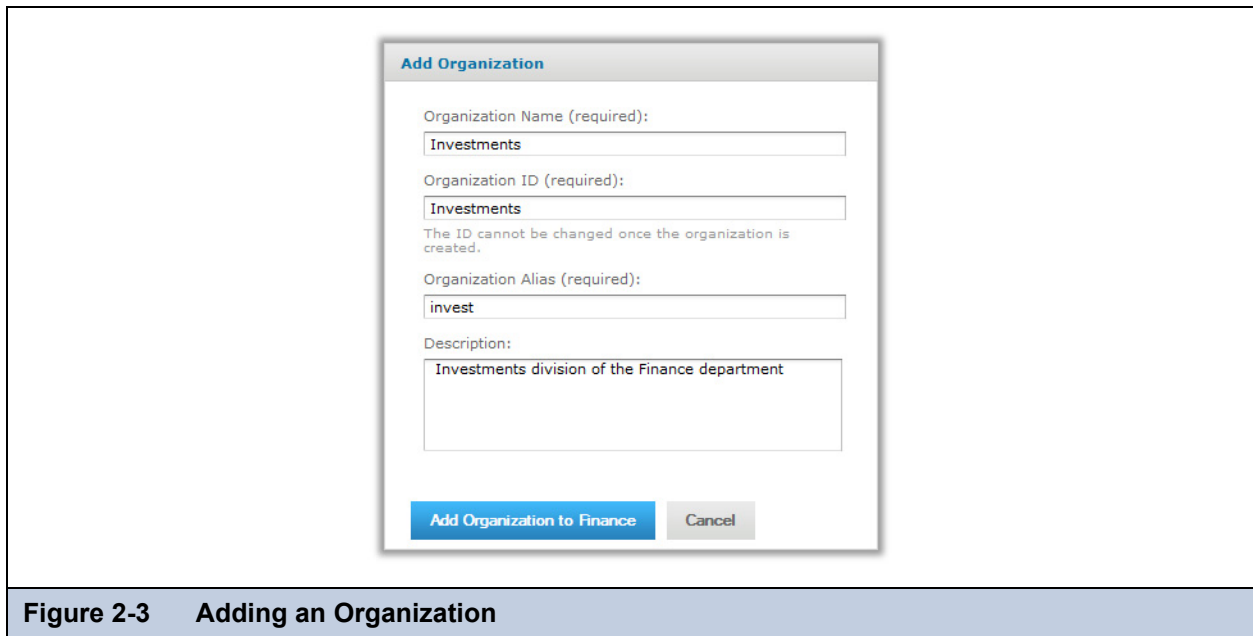 Add Organization
Organization Name (required):
Investments
Organization ID (required):
Investments
The ID cannot be changed once the organization is
created.
Organization Alias (required):
invest
Description:
Investments division of the Finance department
Add Organization to Finance Cancel
Figure 2-3 Adding an Organization